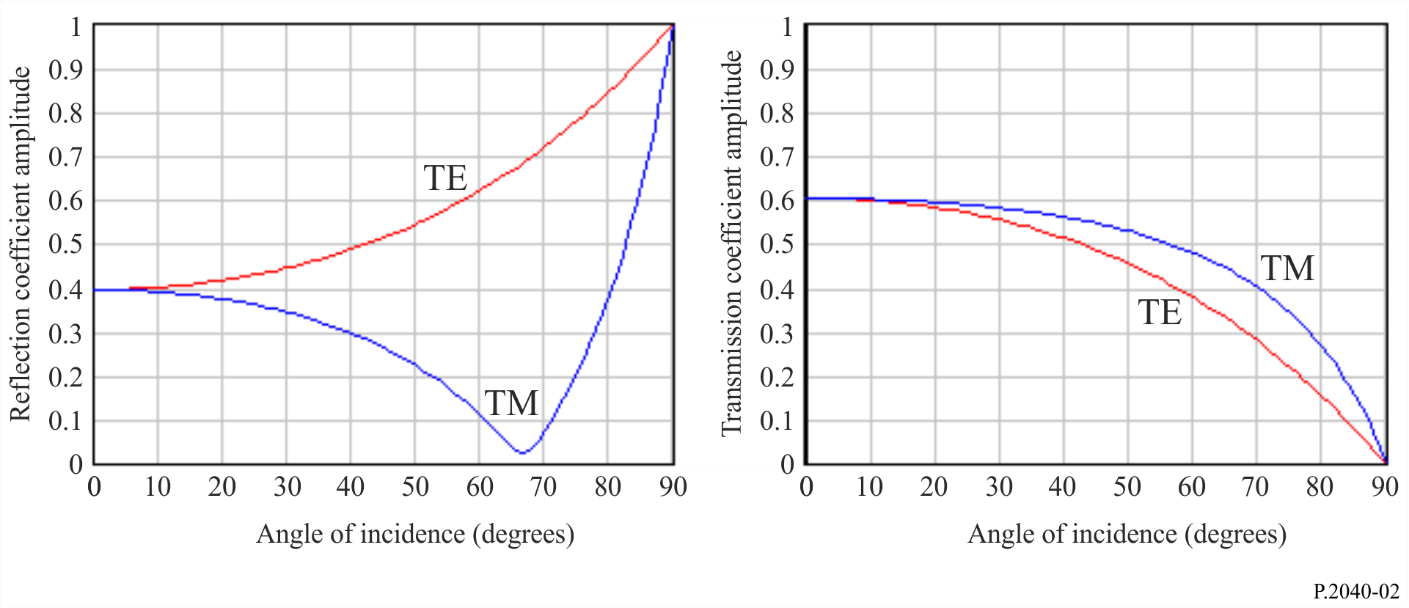 Reflection coefficient amplitude
1
0.9
0.8
0.7
0.6
0.5
0.4
0.3
0.2
0.1
0
TE
TM
0 10 20 30 40 50 60 70 80 90
Angle of incidence (degrees)
Transmission coefficient amplitude
1
0.9
0.8
0.7
0.6
0.5
0.4
0.3
0.2
0.1
0
TM
TE
0 10 20 30 40 50 60 70 80 90
Angle of incidence (degrees)
P.2040-02